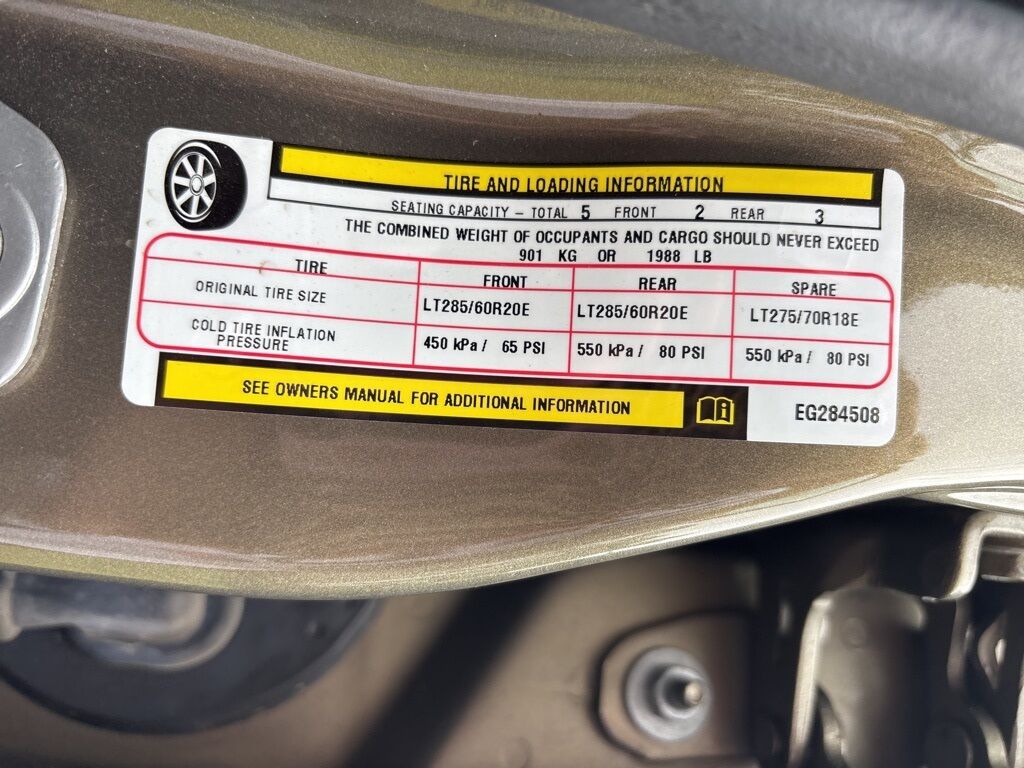 TIRE AND LOADING INFORMATION
SEATING CAPACITY – TOTAL 5 FRONT 2 REAR 3
THE COMBINED WEIGHT OF OCCUPANTS AND CARGO SHOULD NEVER EXCEED
901 KG OR 1988 LB
TIRE FRONT REAR SPARE
ORIGINAL TIRE SIZE LT285/60R20E LT285/60R20E LT275/70R18E
COLD TIRE INFLATION
PRESSURE 450 kPa / 65 PSI 550 kPa / 80 PSI 550 kPa / 80 PSI
SEE OWNERS MANUAL FOR ADDITIONAL INFORMATION
EG284508